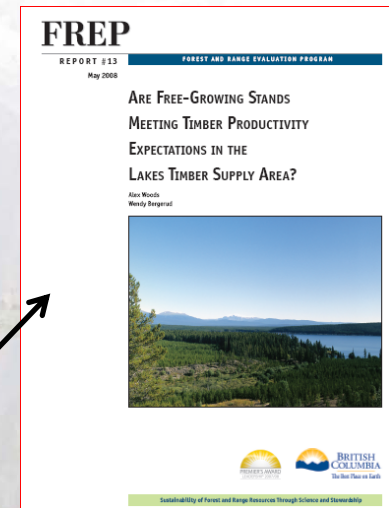 FREP
REPORT #13
FOREST AND RANGE EVALUATION PROGRAM
May 2008
ARE FREE-GROWING STANDS
MEETING TIMBER PRODUCTIVITY
EXPECTATIONS IN THE
LAKES TIMBER SUPPLY AREA?
Alex Woods
Wendy Bergerud
PREMIER'S AWARD
BRITISH
COLUMBIA
The Best Place on Earth
Sustainability of Forest and Range Resources Through Science and Stewardship